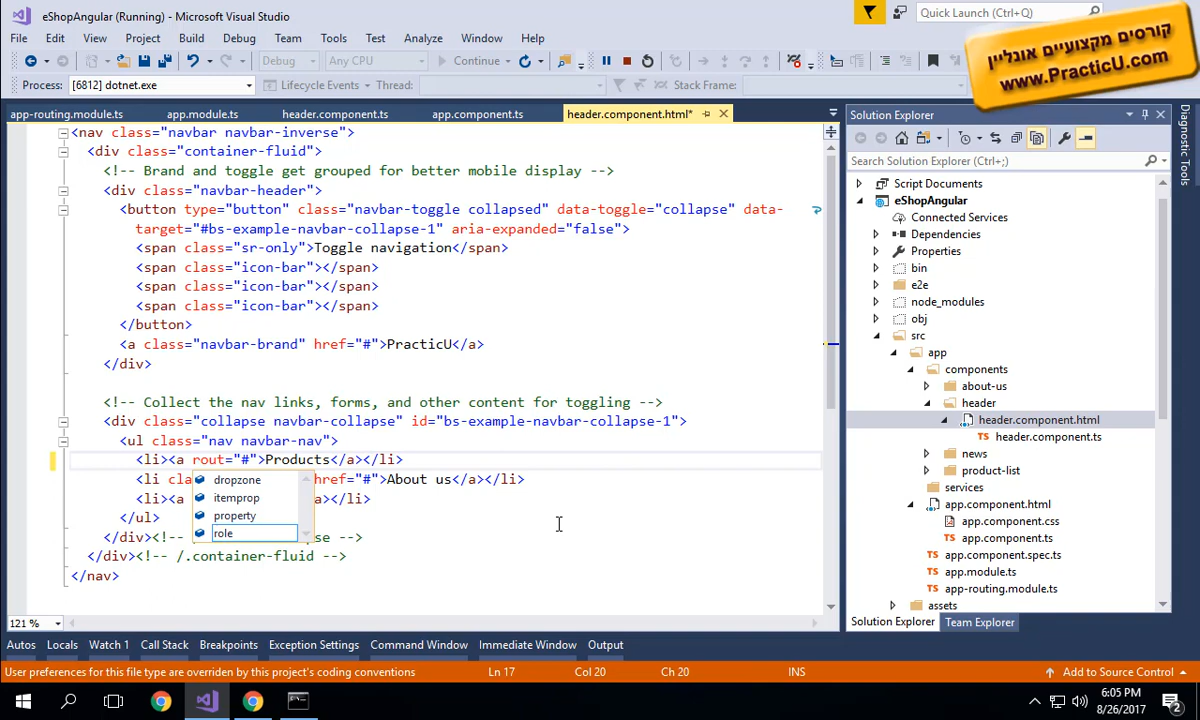 eShopAngular (Running) - Microsoft Visual Studio
Quick Launch (Ctrl+Q)
File Edit View Project Build Debug Team Tools Test Analyze Window Help
Debug Any CPU Continue
Process: [6812] dotnet.exe Lifecycle Events Thread: Stack Frame:
קורסים מקצועיים אונליין
www.PracticU.com
app-routing.module.ts app.module.ts header.component.ts app.component.ts header.component.html*
<nav class="navbar navbar-inverse">
<div class="container-fluid">
<!-- Brand and toggle get grouped for better mobile display -->
<div class="navbar-header">
<button type="button" class="navbar-toggle collapsed" data-toggle="collapse" data-
target="#bs-example-navbar-collapse-1" aria-expanded="false">
<span class="sr-only">Toggle navigation</span>
<span class="icon-bar"></span>
<span class="icon-bar"></span>
<span class="icon-bar"></span>
</button>
<a class="navbar-brand" href="#">PracticU</a>
</div>
<!-- Collect the nav links, forms, and other content for toggling -->
<div class="collapse navbar-collapse" id="bs-example-navbar-collapse-1">
<ul class="nav navbar-nav">
<li><a rout="#">Products</a></li>
<li cla href="#">About us</a></li>
<li><a a></li>
</ul>
</div><!-- pse -->
</div><!-- /.container-fluid -->
</nav>
dropzone
itemprop
property
role
121 %
Solution Explorer
Search Solution Explorer (Ctrl+;)
Script Documents
eShopAngular
Connected Services
Dependencies
Properties
bin
e2e
node_modules
obj
src
app
components
about-us
header
header.component.html
header.component.ts
news
product-list
services
app.component.html
app.component.css
app.component.ts
app.component.spec.ts
app.module.ts
app-routing.module.ts
assets
Solution Explorer Team Explorer
Diagnostic Tools
Autos Locals Watch 1 Call Stack Breakpoints Exception Settings Command Window Immediate Window Output
User preferences for this file type are overriden by this project's coding conventions Ln 17 Col 20 Ch 20 INS Add to Source Control
6:05 PM
8/26/2017
2